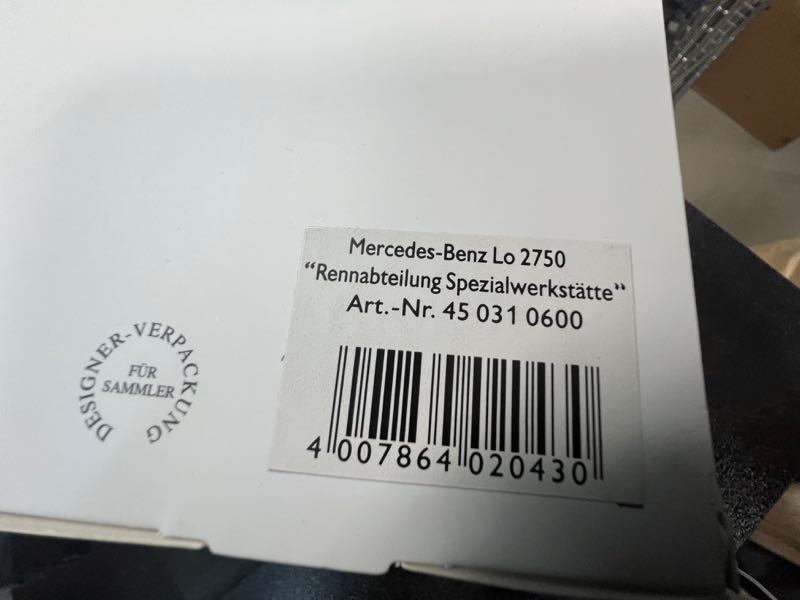 Mercedes-Benz Lo 2750
“Rennabteilung Spezialwerkstätte”
Art.-Nr. 45 031 0600
4 007864 020430
DESIGNER-VERPACKUNG
FÜR
SAMMLER